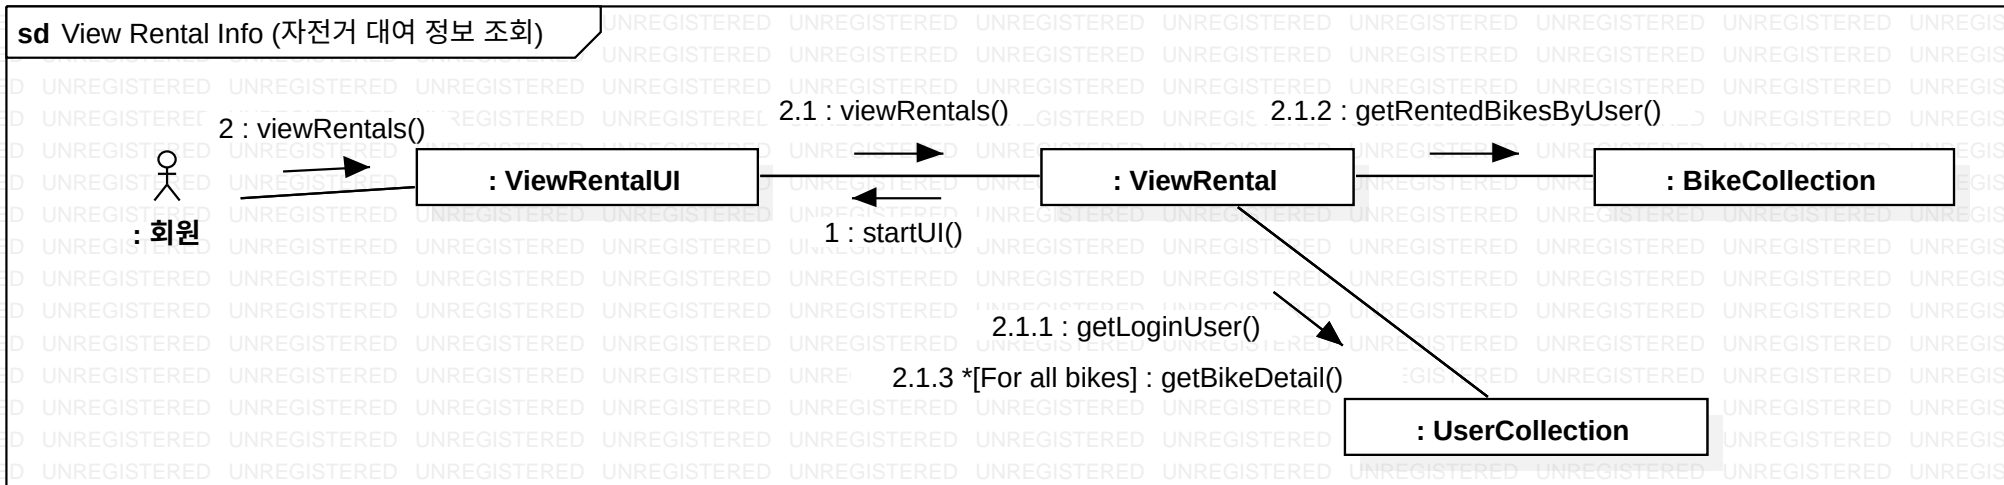 sd View Rental Info (자전거 대여 정보 조회)
2 : viewRentals()
2.1 : viewRentals()
2.1.2 : getRentedBikesByUser()
: ViewRentalUI
: ViewRental
: BikeCollection
: 회원
1 : startUI()
2.1.1 : getLoginUser()
2.1.3 *[For all bikes] : getBikeDetail()
: UserCollection
UNREGISTERED